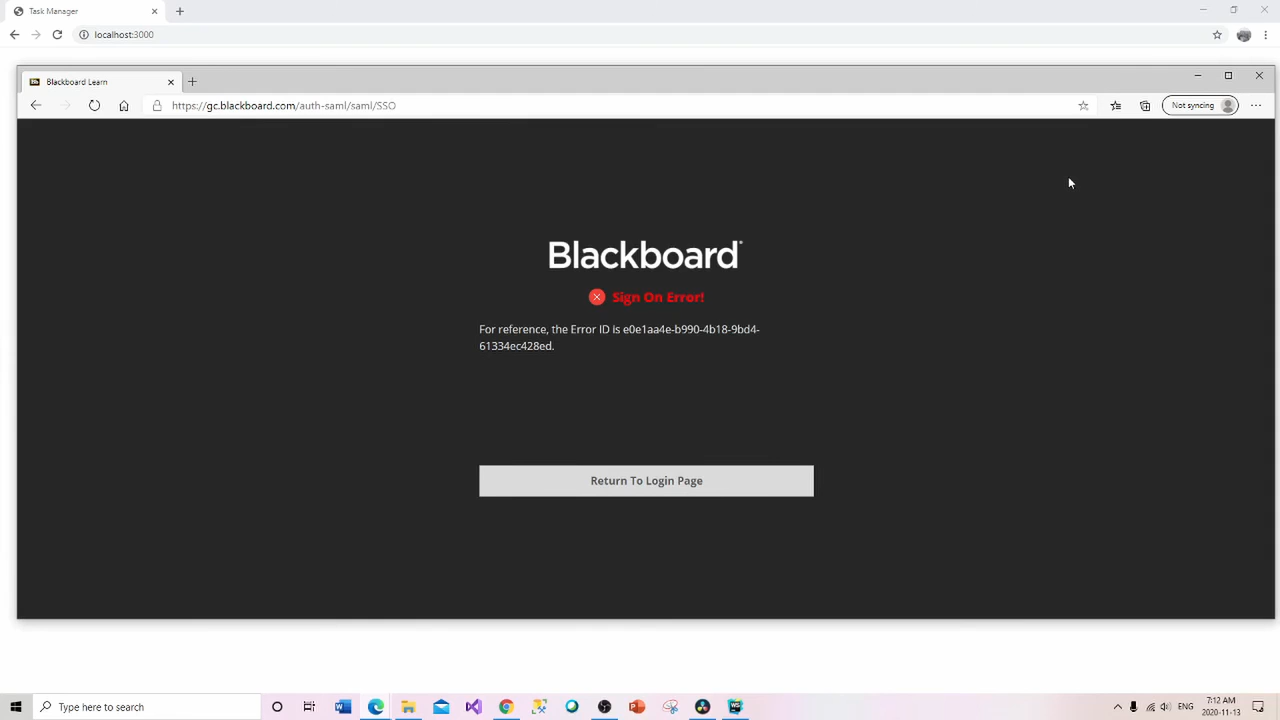 Task Manager
localhost:3000
Blackboard Learn
https://gc.blackboard.com/auth-saml/saml/SSO
Not syncing
Blackboard
Sign On Error!
For reference, the Error ID is e0e1aa4e-b990-4b18-9bd4-
61334ec428ed.
Return To Login Page
Type here to search
ENG
7:12 AM
2020-11-13